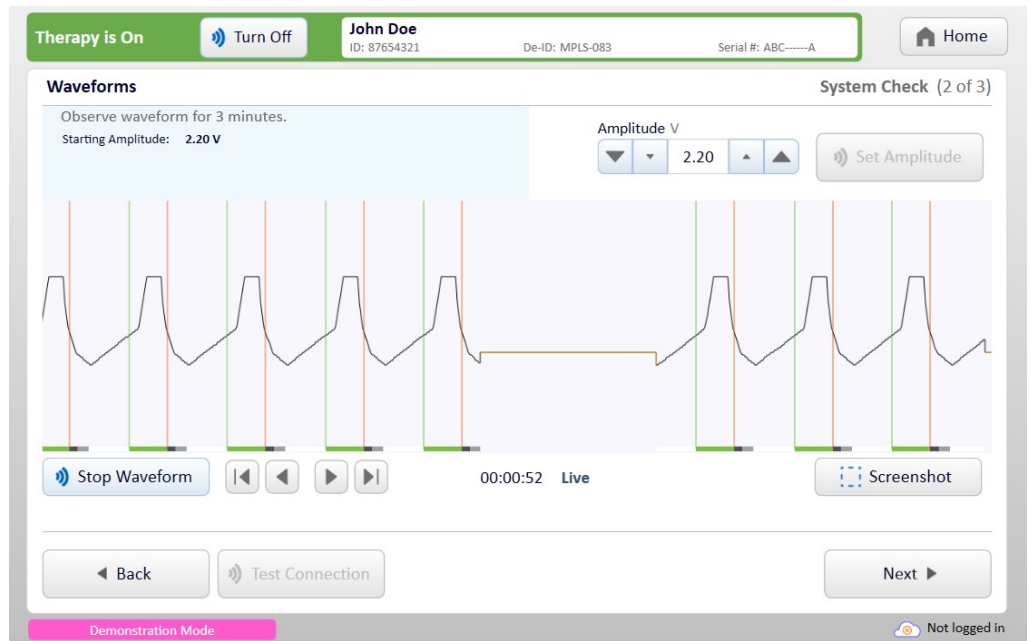 Therapy is On
Turn Off
John Doe
ID: 87654321 De-ID: MPLS-083 Serial #: ABC------A
Home
Waveforms
System Check (2 of 3)
Observe waveform for 3 minutes.
Starting Amplitude: 2.20 V
Amplitude V
2.20
Set Amplitude
Stop Waveform
00:00:52 Live
Screenshot
Back
Test Connection
Next
Demonstration Mode
Not logged in